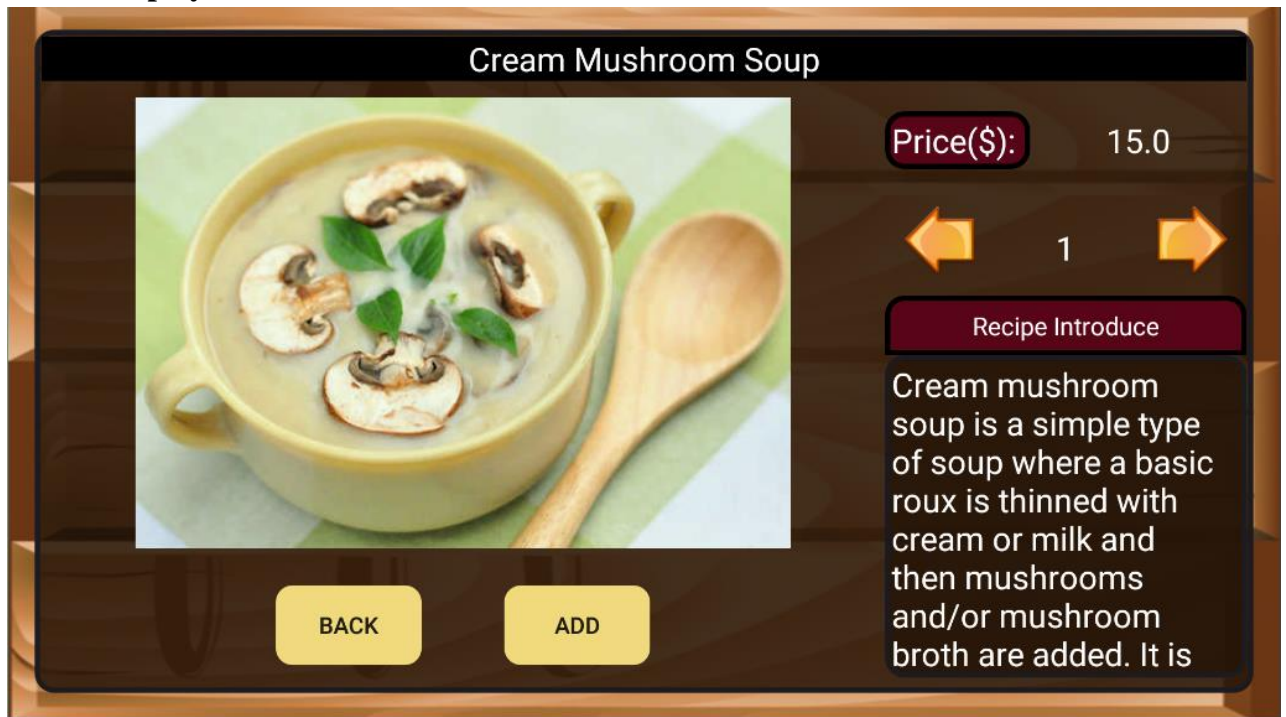 Cream Mushroom Soup
Price($): 15.0
1
Recipe Introduce
Cream mushroom
soup is a simple type
of soup where a basic
roux is thinned with
cream or milk and
then mushrooms
and/or mushroom
broth are added. It is
BACK ADD